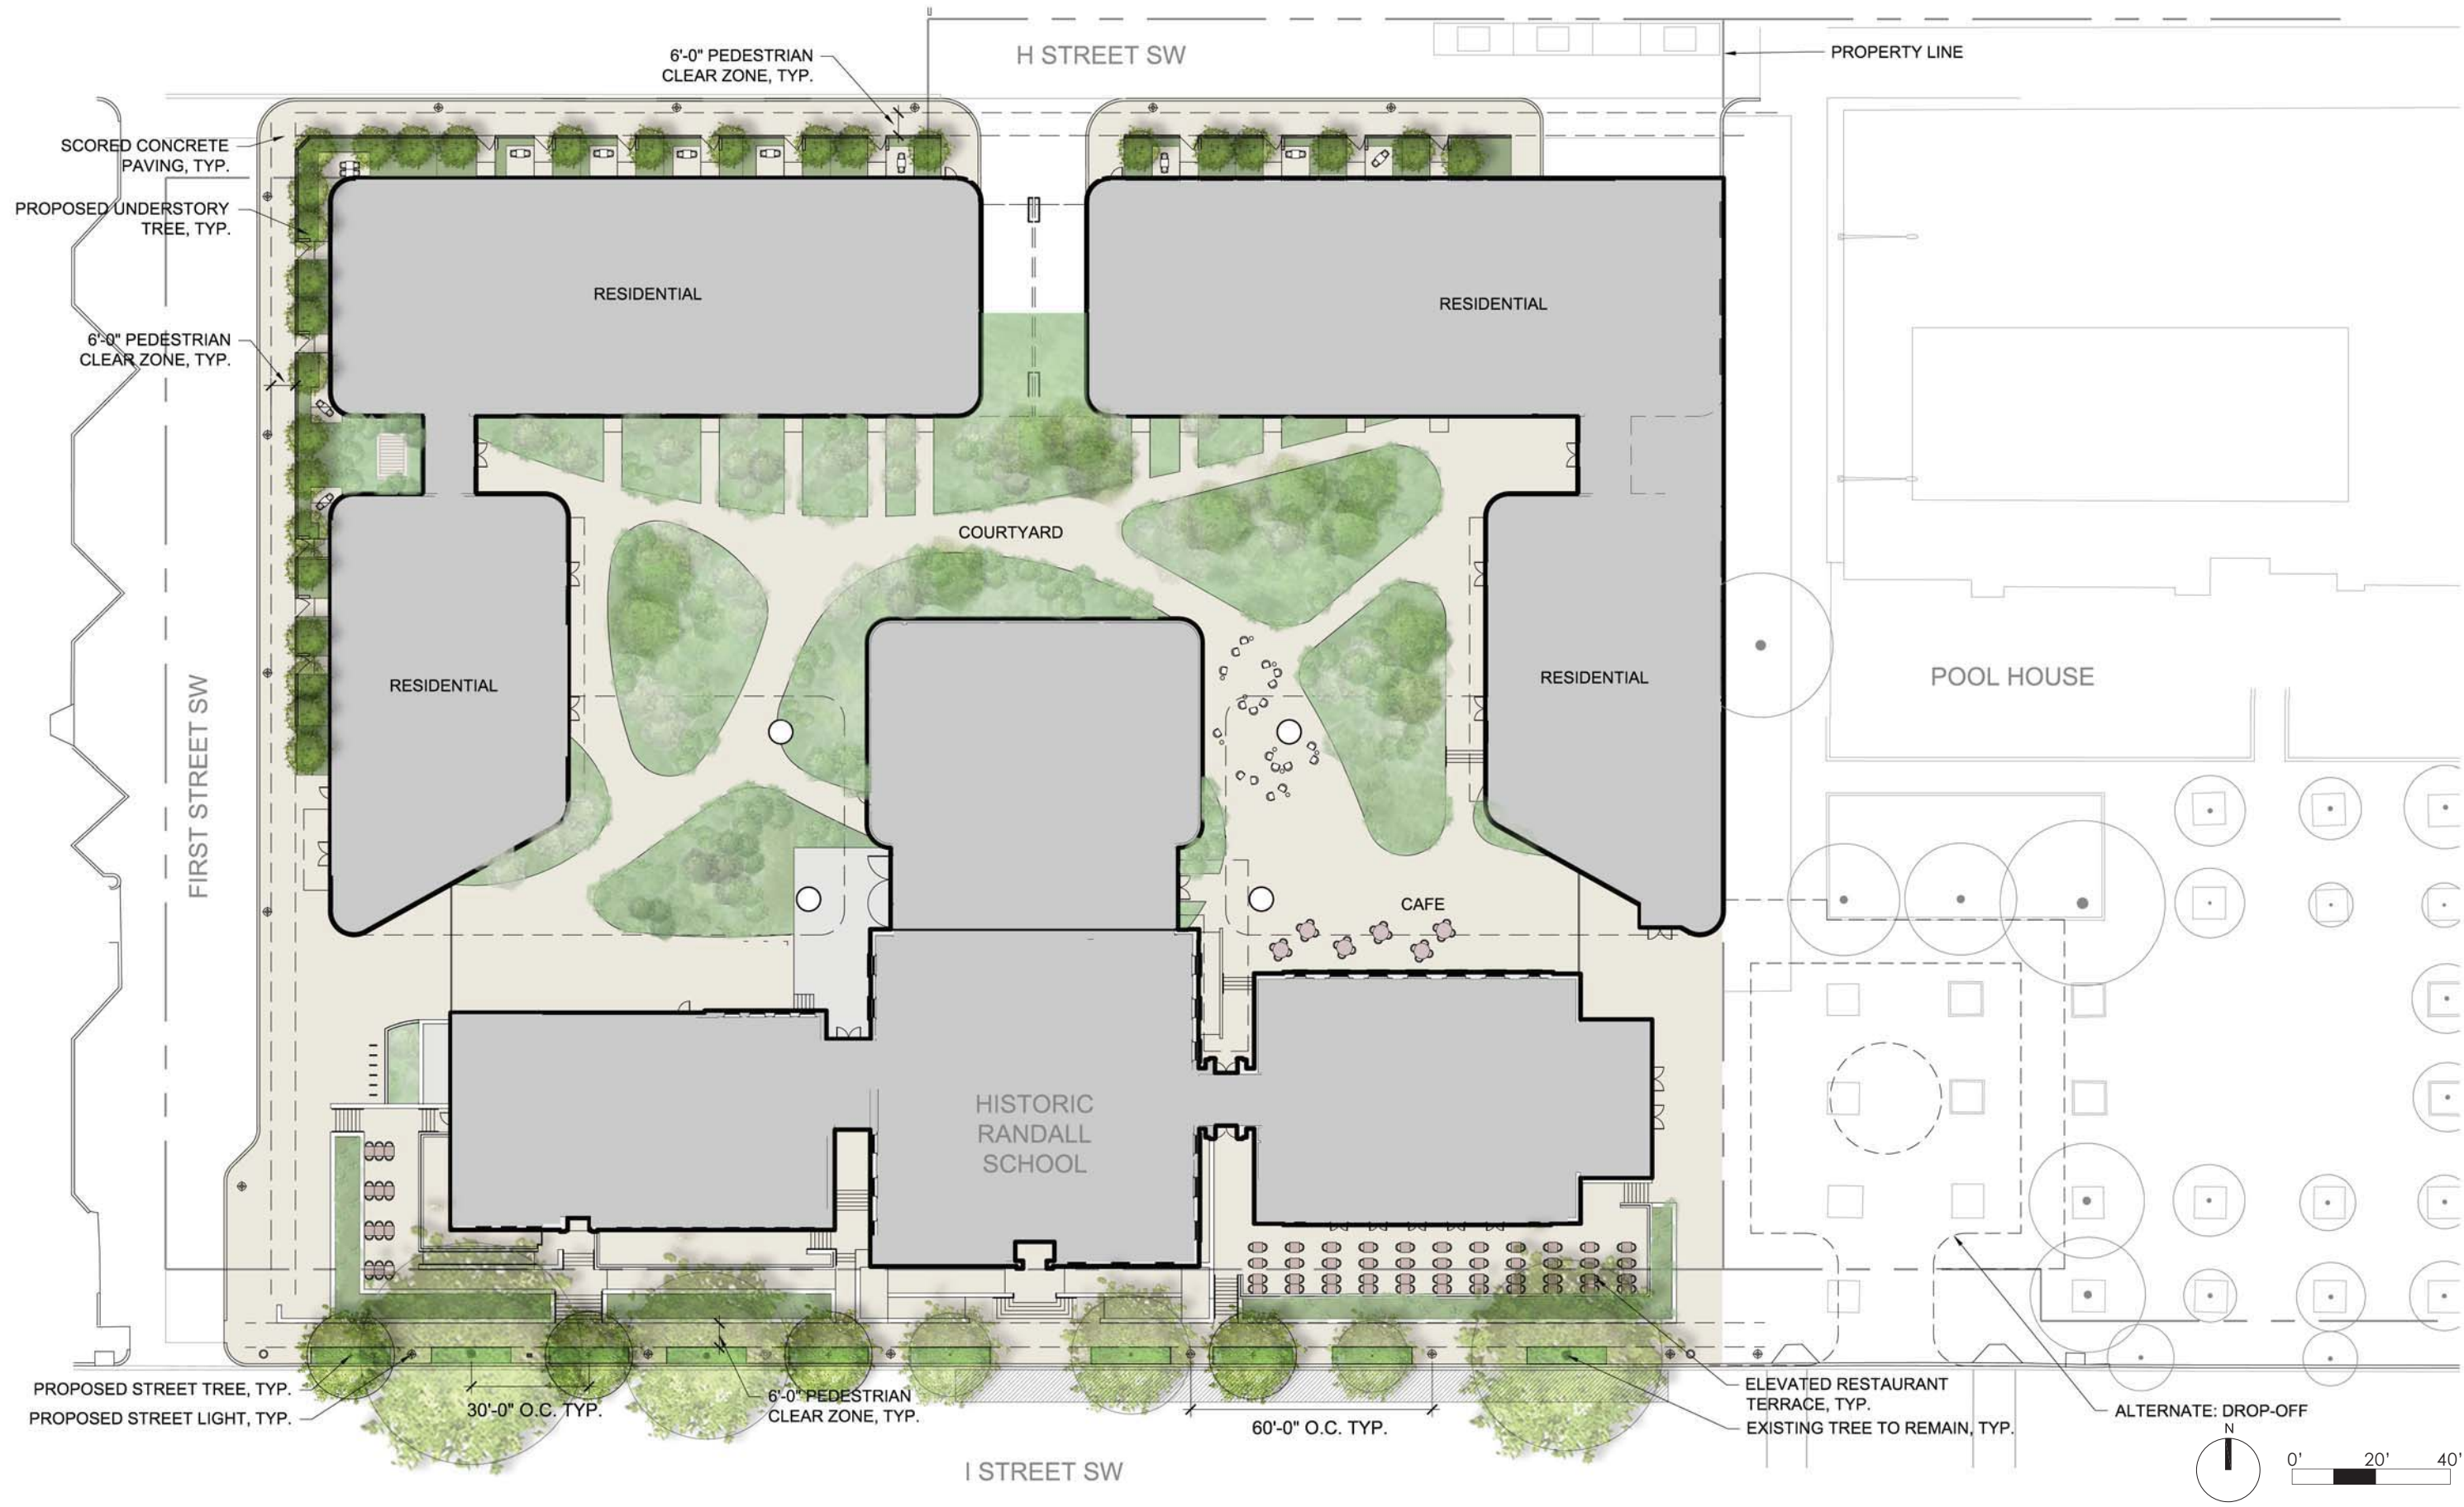 H STREET SW
6'-0" PEDESTRIAN
CLEAR ZONE, TYP.
PROPERTY LINE
SCORED CONCRETE
PAVING, TYP.
PROPOSED UNDERSTORY
TREE, TYP.
RESIDENTIAL
RESIDENTIAL
6'-0" PEDESTRIAN
CLEAR ZONE, TYP.
COURTYARD
RESIDENTIAL
RESIDENTIAL
POOL HOUSE
FIRST STREET SW
CAFE
HISTORIC
RANDALL
SCHOOL
PROPOSED STREET TREE, TYP.
PROPOSED STREET LIGHT, TYP.
30'-0" O.C. TYP.
6'-0" PEDESTRIAN
CLEAR ZONE, TYP.
60'-0" O.C. TYP.
ELEVATED RESTAURANT
TERRACE, TYP.
EXISTING TREE TO REMAIN, TYP.
ALTERNATE: DROP-OFF
I STREET SW
N
0' 20' 40'